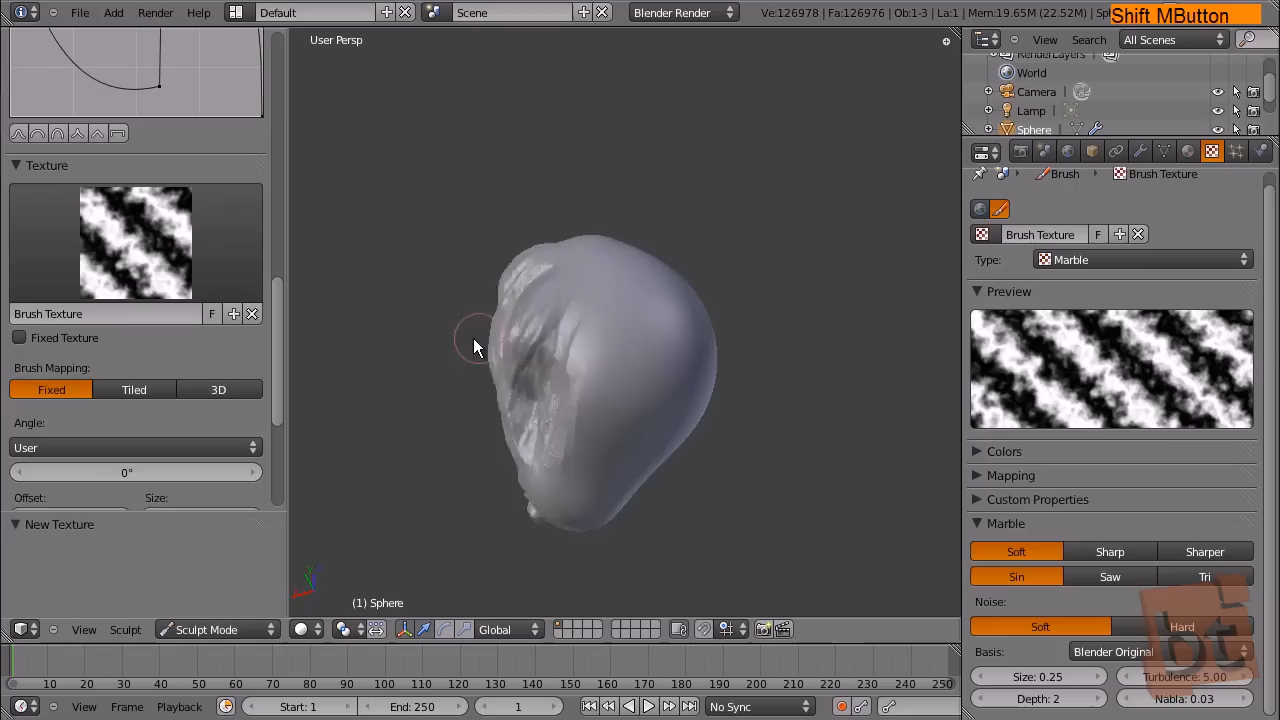 File Add Render Help Default Scene Blender Render Ve:126978 | Fa:126976 | Ob:1-3 | La:1 | Mem:19.65M (22.52M) | Shift MButton
User Persp
View Search All Scenes
RenderLayers
World
Camera
Lamp
Sphere
Texture
Brush Brush Texture
Brush Texture F
Type: Marble
Preview
Brush Texture F
Fixed Texture
Brush Mapping:
Fixed Tiled 3D
Angle:
User
0°
Offset: Size:
New Texture
Colors
Mapping
Custom Properties
Marble
Soft Sharp Sharper
Sin Saw Tri
Noise:
Soft Hard
Basis: Blender Original
Size: 0.25 Turbulence: 5.00
Depth: 2 Nabla: 0.03
(1) Sphere
View Sculpt Sculpt Mode Global
10 20 30 40 50 60 70 80 90 100 110 120 130 140 150 160 170 180 190 200 210 220 230 240 250
View Frame Playback Start: 1 End: 250 1 No Sync
bt